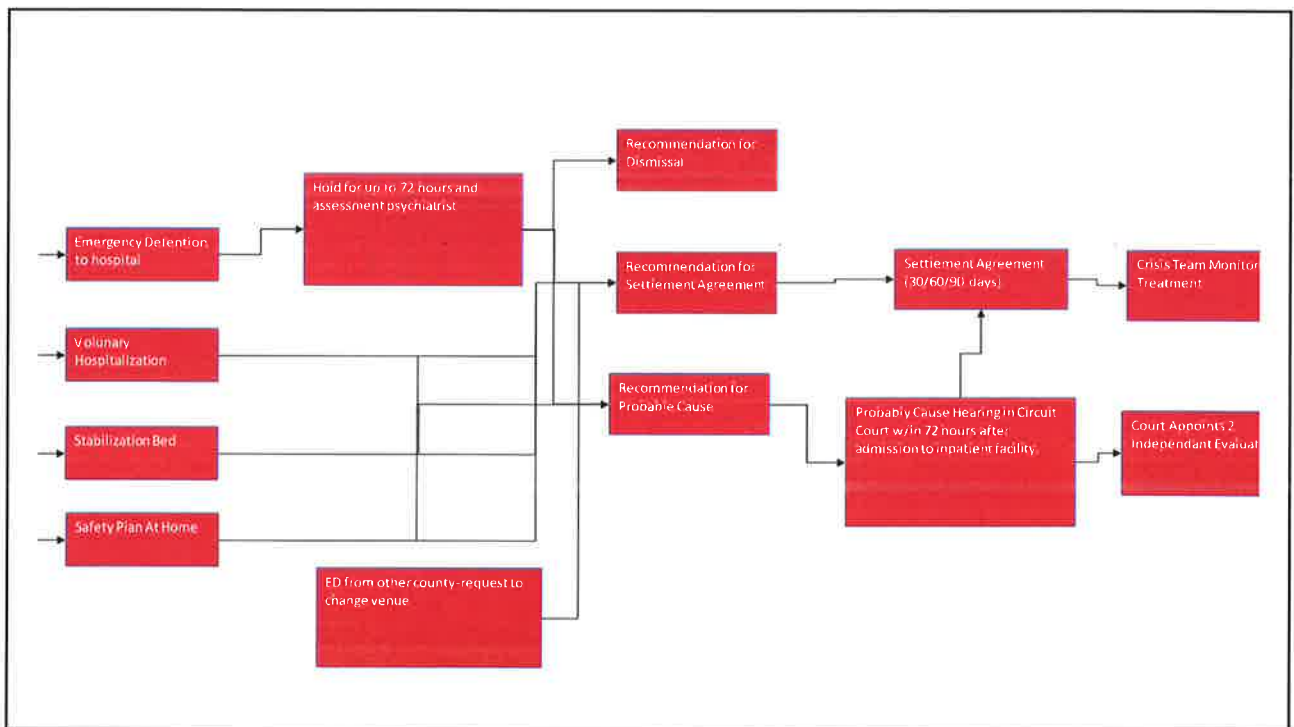 Recommendation for
Dismissal
Hold for up to 72 hours and
assessment psychiatrist
Emergency Detention
to hospital
Recommendation for
Settlement Agreement
Settlement Agreement
(30/60/90 days)
Crisis Team Monitor
Treatment
Volunary
Hospitalization
Recommendation for
Probable Cause
Probably Cause Hearing in Circuit
Court w/in 72 hours after
admission to inpatient facility.
Court Appoints 2
Independant Evaluat
Stabilization Bed
Safety Plan At Home
ED from other county-request to
change venue